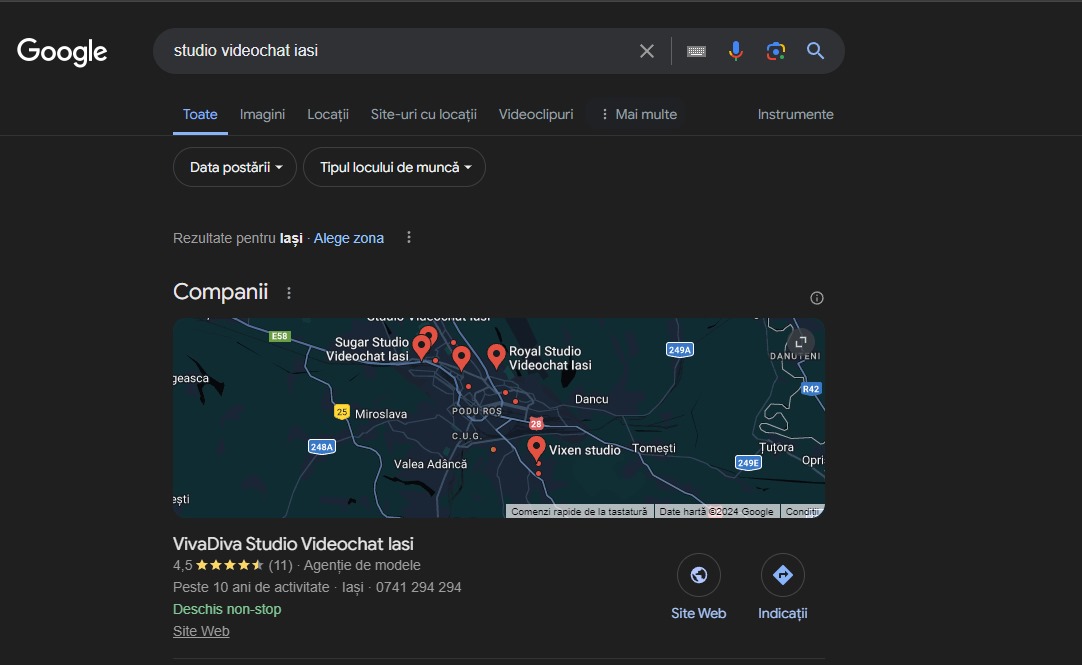 Google
studio videochat iasi
Toate Imagini Locații Site-uri cu locații Videoclipuri Mai multe Instrumente
Data postării Tipul locului de muncă
Rezultate pentru Iași · Alege zona
Companii
Studio Videochat Iasi
E58
Sugar Studio
Videochat Iasi
Royal Studio
Videochat Iasi
249A
DANUTENI
geasca
R42
Dancu
25 Miroslava
PODU ROS
28
C.U.G.
248A
Vixen studio
Tomești
Țuțora
Valea Adâncă
249E
Opri
ești
Comenzi rapide de la tastatură Date hartă ©2024 Google Condiții
VivaDiva Studio Videochat Iasi
4,5 (11) · Agenție de modele
Peste 10 ani de activitate · Iași · 0741 294 294
Deschis non-stop
Site Web
Site Web Indicații